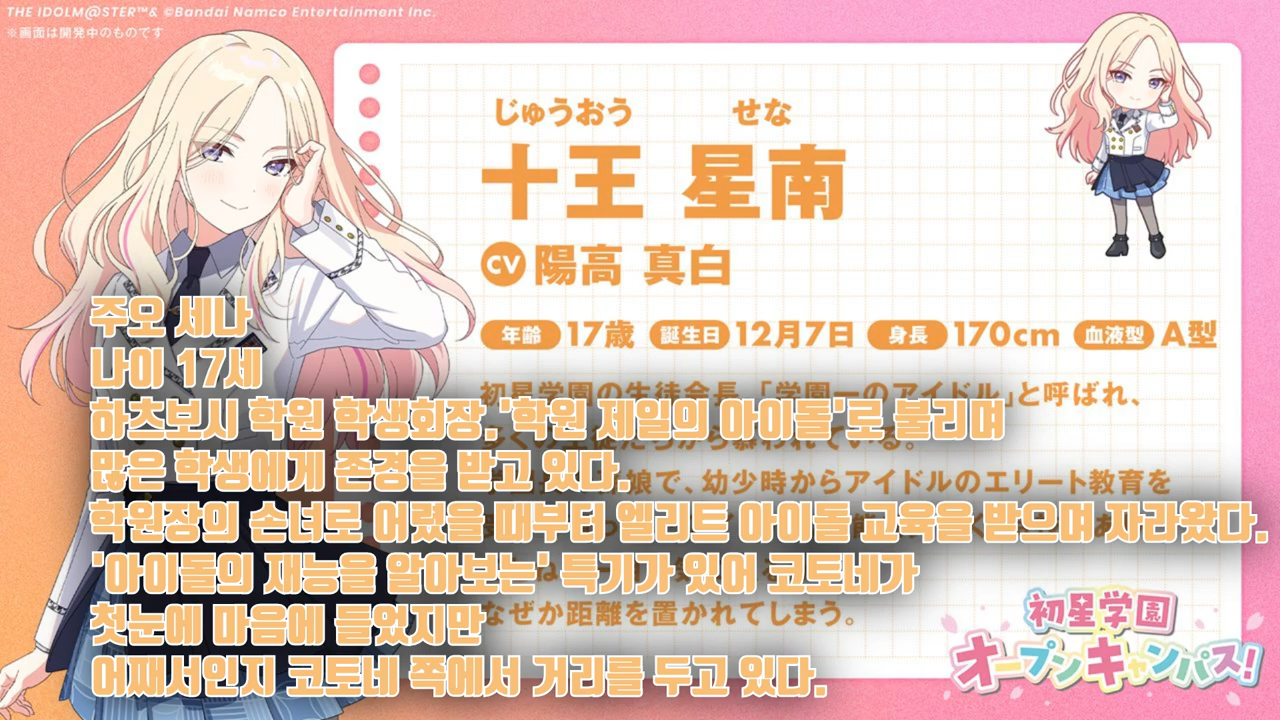 THE IDOLM@STER™& ©Bandai Namco Entertainment Inc.
※画面は開発中のものです
じゅうおう せな
十王 星南
CV 陽高 真白
年齢 17歳 誕生日 12月7日 身長 170cm 血液型 A型
初星学園の生徒会長。「学園一のアイドル」と呼ばれ、
から慕われている。
娘で、幼少時からアイドルのエリート教育を
なぜか距離を置かれてしまう。
주오 세나
나이 17세
하츠보시 학원 학생회장, '학원 제일의 아이돌'로 불리며
많은 학생에게 존경을 받고 있다.
학원장의 손녀로 어렸을 때부터 엘리트 아이돌 교육을 받으며 자라왔다.
'아이돌의 재능을 알아보는' 특기가 있어 코토네가
첫눈에 마음에 들었지만
어째서인지 코토네 쪽에서 거리를 두고 있다.
初星学園
オープンキャンパス!